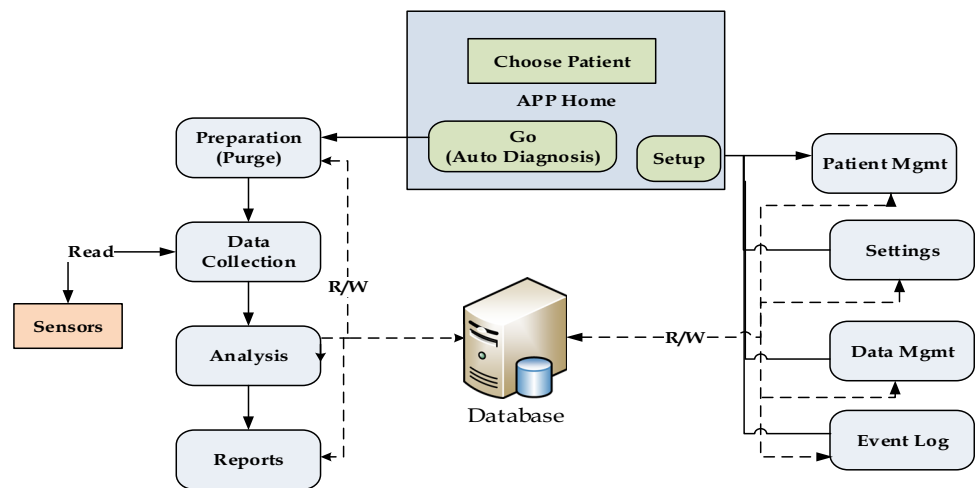 Choose Patient
APP Home
Go
(Auto Diagnosis)
Setup
Preparation
(Purge)
Patient Mgmt
Read
Data
Collection
Settings
R/W
Sensors
R/W
Analysis
Data Mgmt
Database
Reports
Event Log